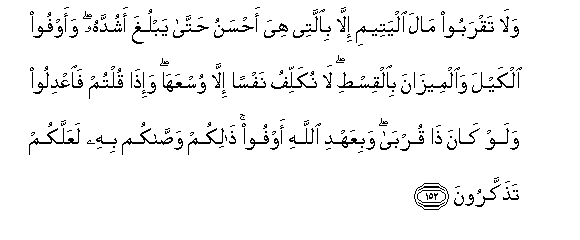 وَلَا تَقْرَبُوا۟ مَالَ ٱلْيَتِيمِ إِلَّا بِٱلَّتِى هِىَ أَحْسَنُ حَتَّىٰ يَبْلُغَ أَشُدَّهُۥ ۖ وَأَوْفُوا۟
ٱلْكَيْلَ وَٱلْمِيزَانَ بِٱلْقِسْطِ ۖ لَا نُكَلِّفُ نَفْسًا إِلَّا وُسْعَهَا ۖ وَإِذَا قُلْتُمْ فَٱعْدِلُوا۟
وَلَوْ كَانَ ذَا قُرْبَىٰ ۖ وَبِعَهْدِ ٱللَّهِ أَوْفُوا۟ ۚ ذَٰلِكُمْ وَصَّىٰكُم بِهِۦ لَعَلَّكُمْ
تَذَكَّرُونَ ١٥٢